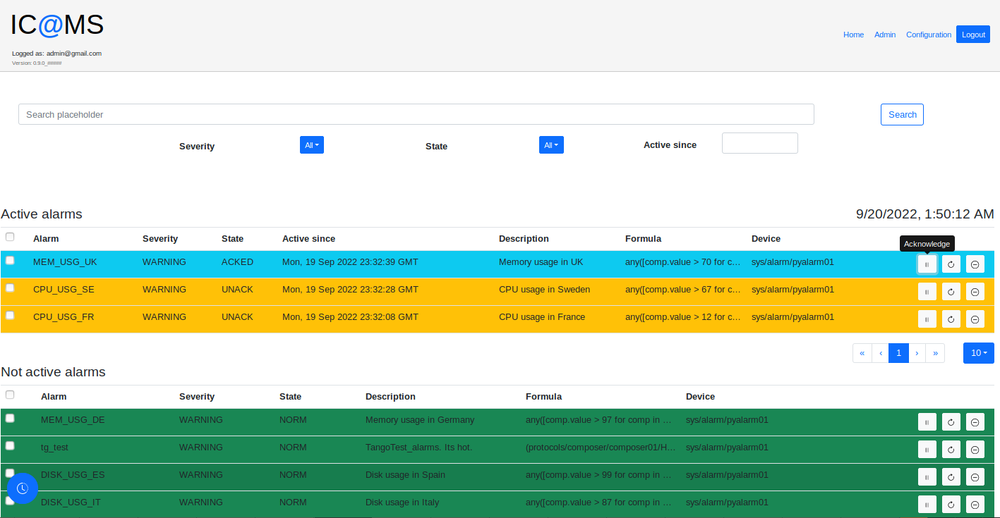 IC@MS
Home Admin Configuration Logout
Logged as: admin@gmail.com
Version: 0.9.0_#####
Search placeholder Search
Severity All State All Active since
Active alarms 9/20/2022, 1:50:12 AM
Alarm Severity State Active since Description Formula Device
Acknowledge
MEM_USG_UK WARNING ACKED Mon, 19 Sep 2022 23:32:39 GMT Memory usage in UK any([comp.value > 70 for c... sys/alarm/pyalarm01
CPU_USG_SE WARNING UNACK Mon, 19 Sep 2022 23:32:28 GMT CPU usage in Sweden any([comp.value > 67 for c... sys/alarm/pyalarm01
CPU_USG_FR WARNING UNACK Mon, 19 Sep 2022 23:32:08 GMT CPU usage in France any([comp.value > 12 for c... sys/alarm/pyalarm01
« ‹ 1 › » 10
Not active alarms
Alarm Severity State Description Formula Device
MEM_USG_DE WARNING NORM Memory usage in Germany any([comp.value > 97 for comp in ... sys/alarm/pyalarm01
tg_test WARNING NORM TangoTest_alarms. Its hot. (protocols/composer/composer01/H... sys/alarm/pyalarm01
DISK_USG_ES WARNING NORM Disk usage in Spain any([comp.value > 99 for comp in ... sys/alarm/pyalarm01
DISK_USG_IT WARNING NORM Disk usage in Italy any([comp.value > 87 for comp in ... sys/alarm/pyalarm01